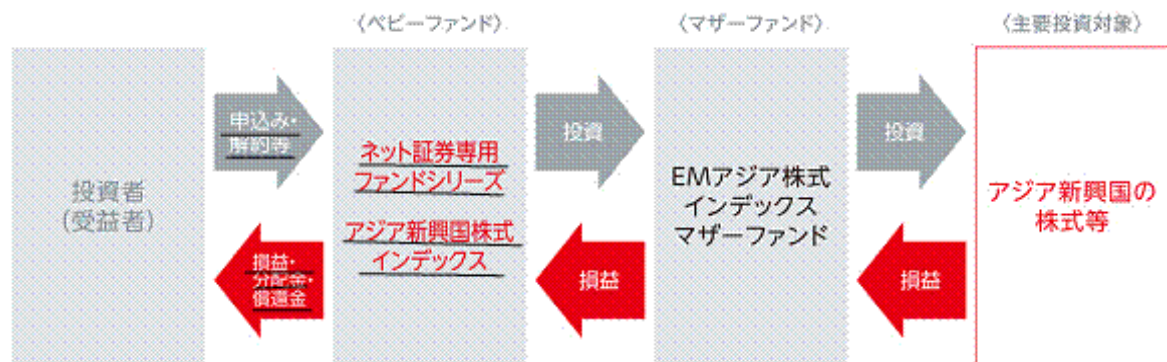 〈ベビーファンド〉
〈マザーファンド〉
〈主要投資対象〉
投資者
(受益者)
申込み・
解約等
損益・
分配金・
償還金
ネット証券専用
ファンドシリーズ
アジア新興国株式
インデックス
投資
損益
EMアジア株式
インデックス
マザーファンド
投資
損益
アジア新興国の
株式等